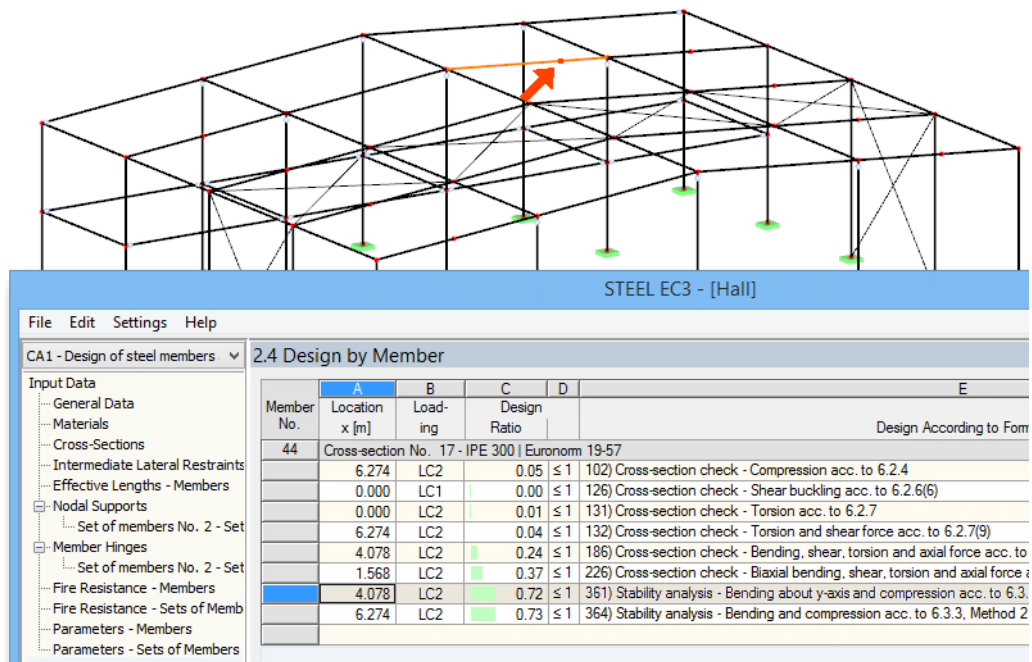 STEEL EC3 - [Hall]
File Edit Settings Help
CA1 - Design of steel members
2.4 Design by Member
Input Data
General Data
Materials
Cross-Sections
Intermediate Lateral Restraints
Effective Lengths - Members
Nodal Supports
Set of members No. 2 - Set
Member Hinges
Set of members No. 2 - Set
Fire Resistance - Members
Fire Resistance - Sets of Memb
Parameters - Members
Parameters - Sets of Members
A B C D E
Member Location Load- Design
No. x [m] ing Ratio Design According to Form
44 Cross-section No. 17 - IPE 300 | Euronorm 19-57
6.274 LC2 0.05 ≤ 1 102) Cross-section check - Compression acc. to 6.2.4
0.000 LC1 0.00 ≤ 1 126) Cross-section check - Shear buckling acc. to 6.2.6(6)
0.000 LC2 0.01 ≤ 1 131) Cross-section check - Torsion acc. to 6.2.7
6.274 LC2 0.04 ≤ 1 132) Cross-section check - Torsion and shear force acc. to 6.2.7(9)
4.078 LC2 0.24 ≤ 1 186) Cross-section check - Bending, shear, torsion and axial force acc. to
1.568 LC2 0.37 ≤ 1 226) Cross-section check - Biaxial bending, shear, torsion and axial force a
4.078 LC2 0.72 ≤ 1 361) Stability analysis - Bending about y-axis and compression acc. to 6.3.
6.274 LC2 0.73 ≤ 1 364) Stability analysis - Bending and compression acc. to 6.3.3, Method 2